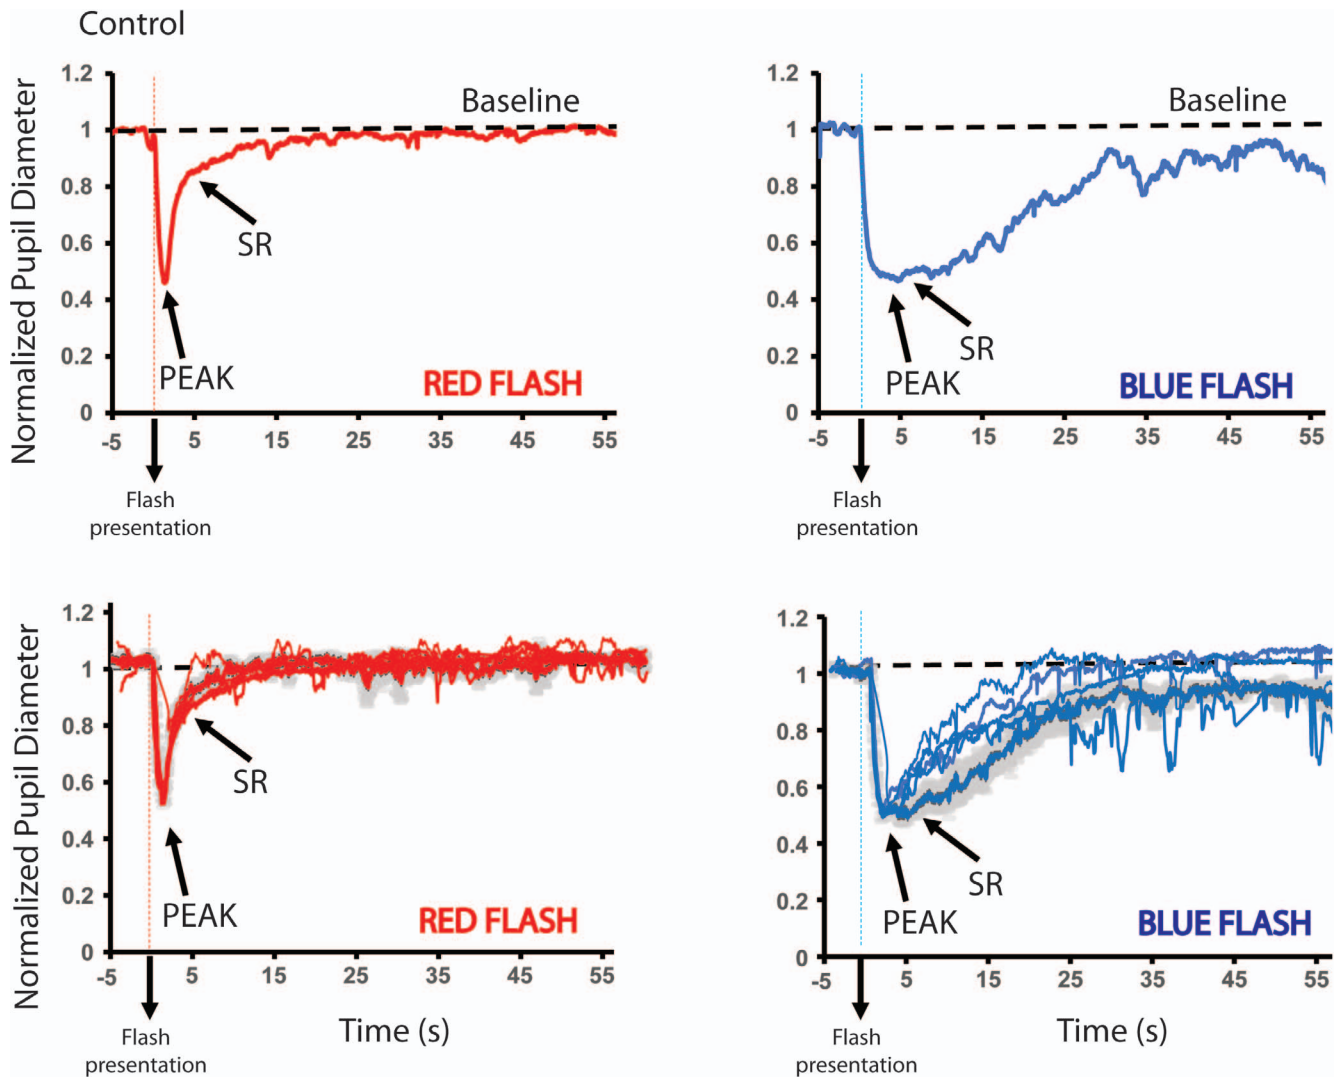 Control
Normalized Pupil Diameter
1.2
1
0.8
0.6
0.4
0.2
0
-5
5
15
25
35
45
55
Baseline
SR
PEAK
RED FLASH
Flash
presentation
1.2
1
0.8
0.6
0.4
0.2
0
-5
5
15
25
35
45
55
Baseline
SR
PEAK
BLUE FLASH
Flash
presentation
Normalized Pupil Diameter
1.2
1
0.8
0.6
0.4
0.2
0
-5
5
15
25
35
45
55
SR
PEAK
RED FLASH
Flash
presentation
Time (s)
1.2
1
0.8
0.6
0.4
0.2
0
-5
5
15
25
35
45
55
SR
PEAK
BLUE FLASH
Flash
presentation
Time (s)